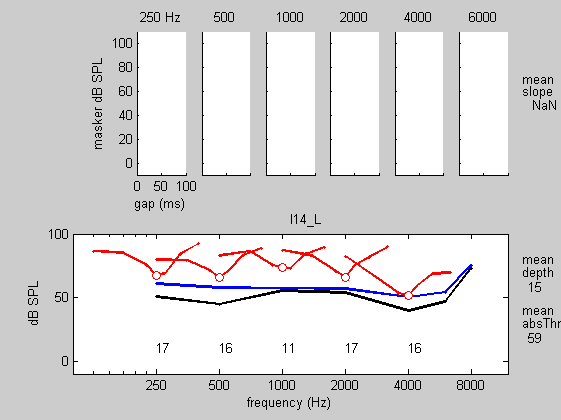 250 Hz 500 1000 2000 4000 6000
100
80
60
40
20
0
masker dB SPL
0 50 100
gap (ms)
mean
slope
NaN
I14_L
100
50
0
dB SPL
17 16 11 17 16
250 500 1000 2000 4000 8000
frequency (Hz)
mean
depth
15
mean
absThr
59